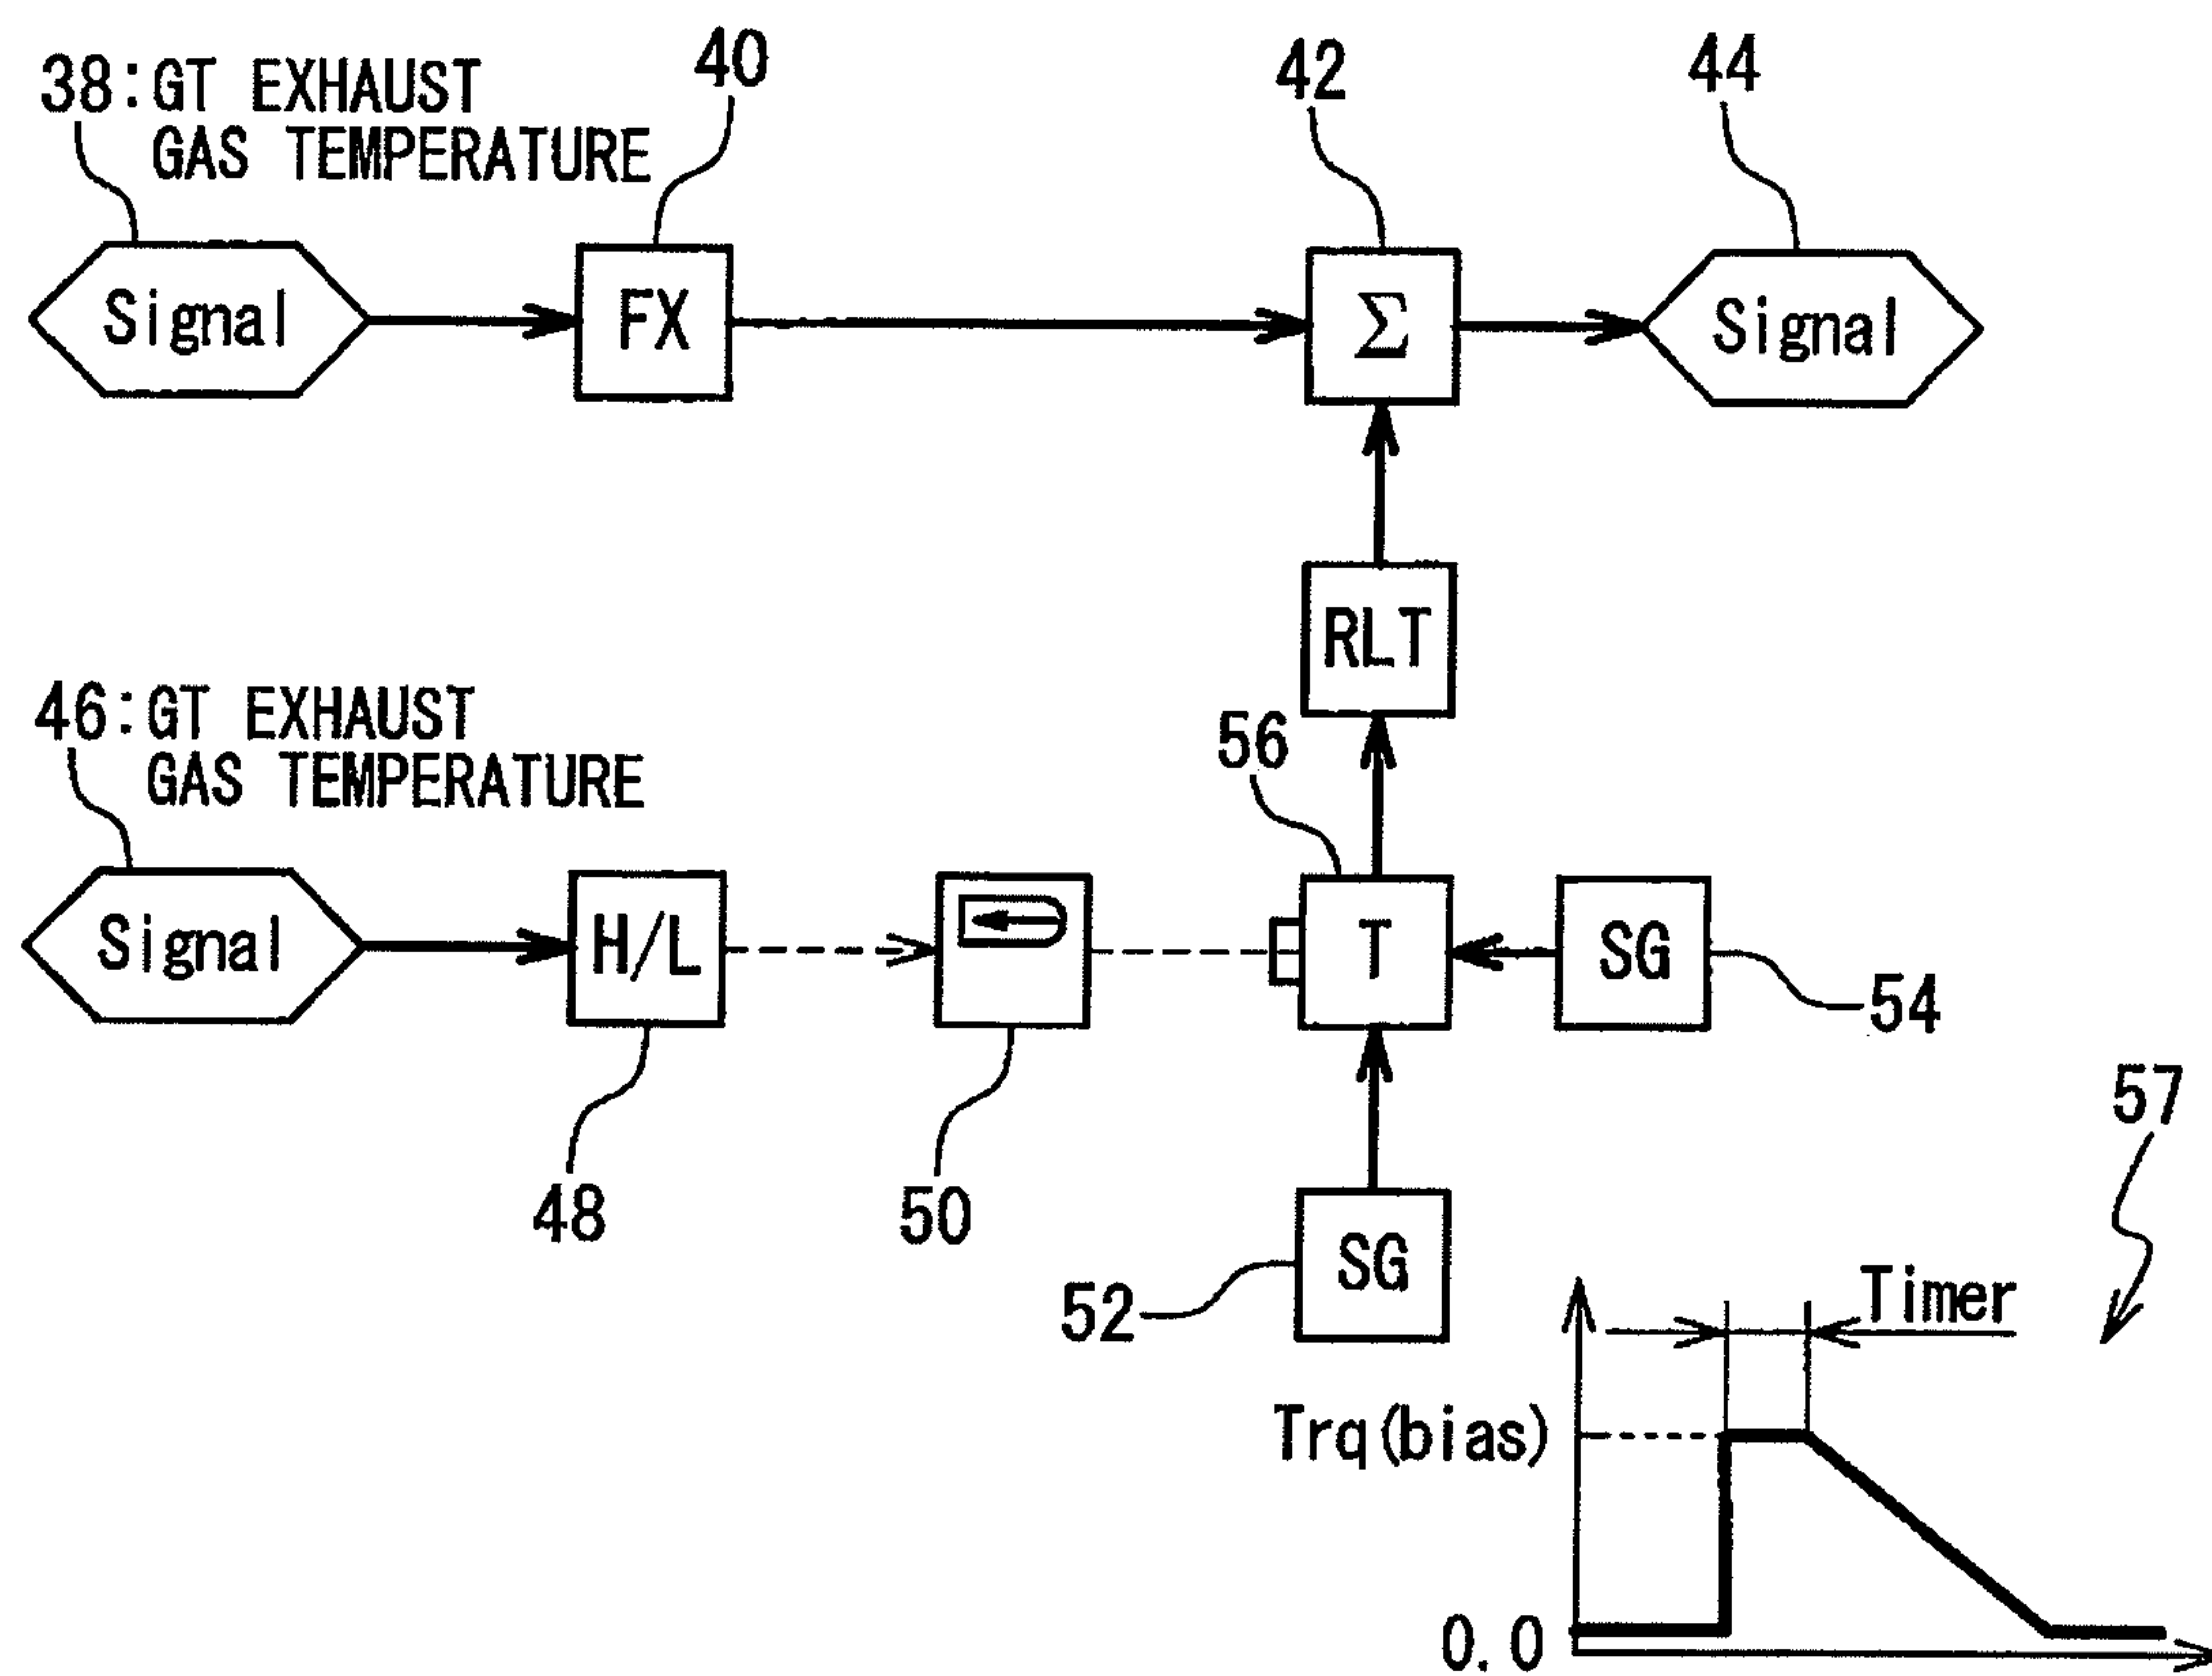 38:GT EXHAUST
GAS TEMPERATURE
40
42
44
Signal
FX
Σ
Signal
RLT
46:GT EXHAUST
GAS TEMPERATURE
56
Signal
H/L
T
SG
54
48
50
52
SG
57
Timer
Trq(bias)
0.0